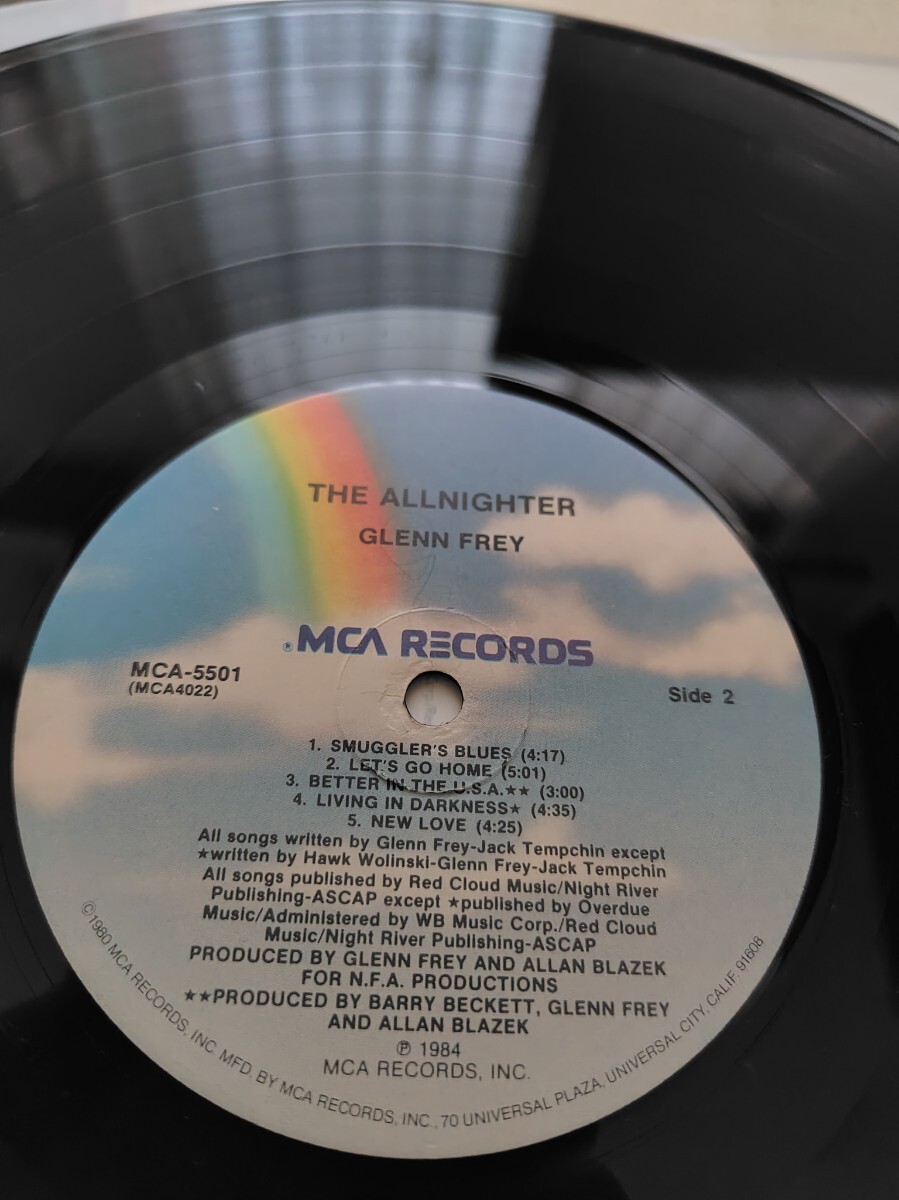 THE ALLNIGHTER
GLENN FREY
®MCA RECORDS
MCA-5501
(MCA4022)
Side 2
1. SMUGGLER'S BLUES (4:17)
2. LET'S GO HOME (5:01)
3. BETTER IN THE U.S.A.★★ (3:00)
4. LIVING IN DARKNESS★ (4:35)
5. NEW LOVE (4:25)
All songs written by Glenn Frey-Jack Tempchin except
★written by Hawk Wolinski-Glenn Frey-Jack Tempchin
All songs published by Red Cloud Music/Night River
Publishing-ASCAP except ★published by Overdue
Music/Administered by WB Music Corp./Red Cloud
Music/Night River Publishing-ASCAP
PRODUCED BY GLENN FREY AND ALLAN BLAZEK
FOR N.F.A. PRODUCTIONS
★★PRODUCED BY BARRY BECKETT, GLENN FREY
AND ALLAN BLAZEK
℗ 1984
MCA RECORDS, INC.
©1980 MCA RECORDS, INC. MFD. BY MCA RECORDS, INC., 70 UNIVERSAL PLAZA, UNIVERSAL CITY, CALIF. 91608